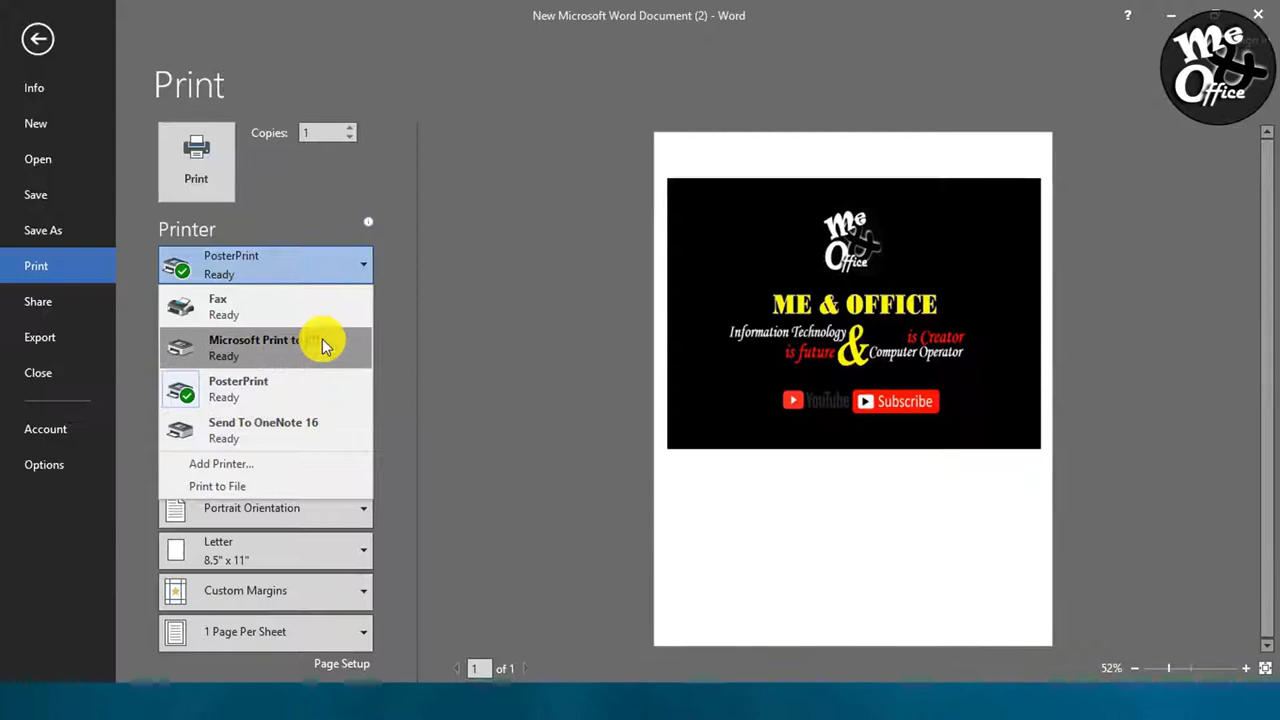 New Microsoft Word Document (2) - Word
?
Me & Office
Info
New
Open
Save
Save As
Print
Share
Export
Close
Account
Options
Print
Print
Copies: 1
Printer
PosterPrint
Ready
Fax
Ready
Microsoft Print to
Ready
PosterPrint
Ready
Send To OneNote 16
Ready
Add Printer...
Print to File
Portrait Orientation
Letter
8.5" x 11"
Custom Margins
1 Page Per Sheet
Page Setup
Me & Office
ME & OFFICE
Information Technology & is Creator
is future Computer Operator
YouTube Subscribe
1 of 1
52%